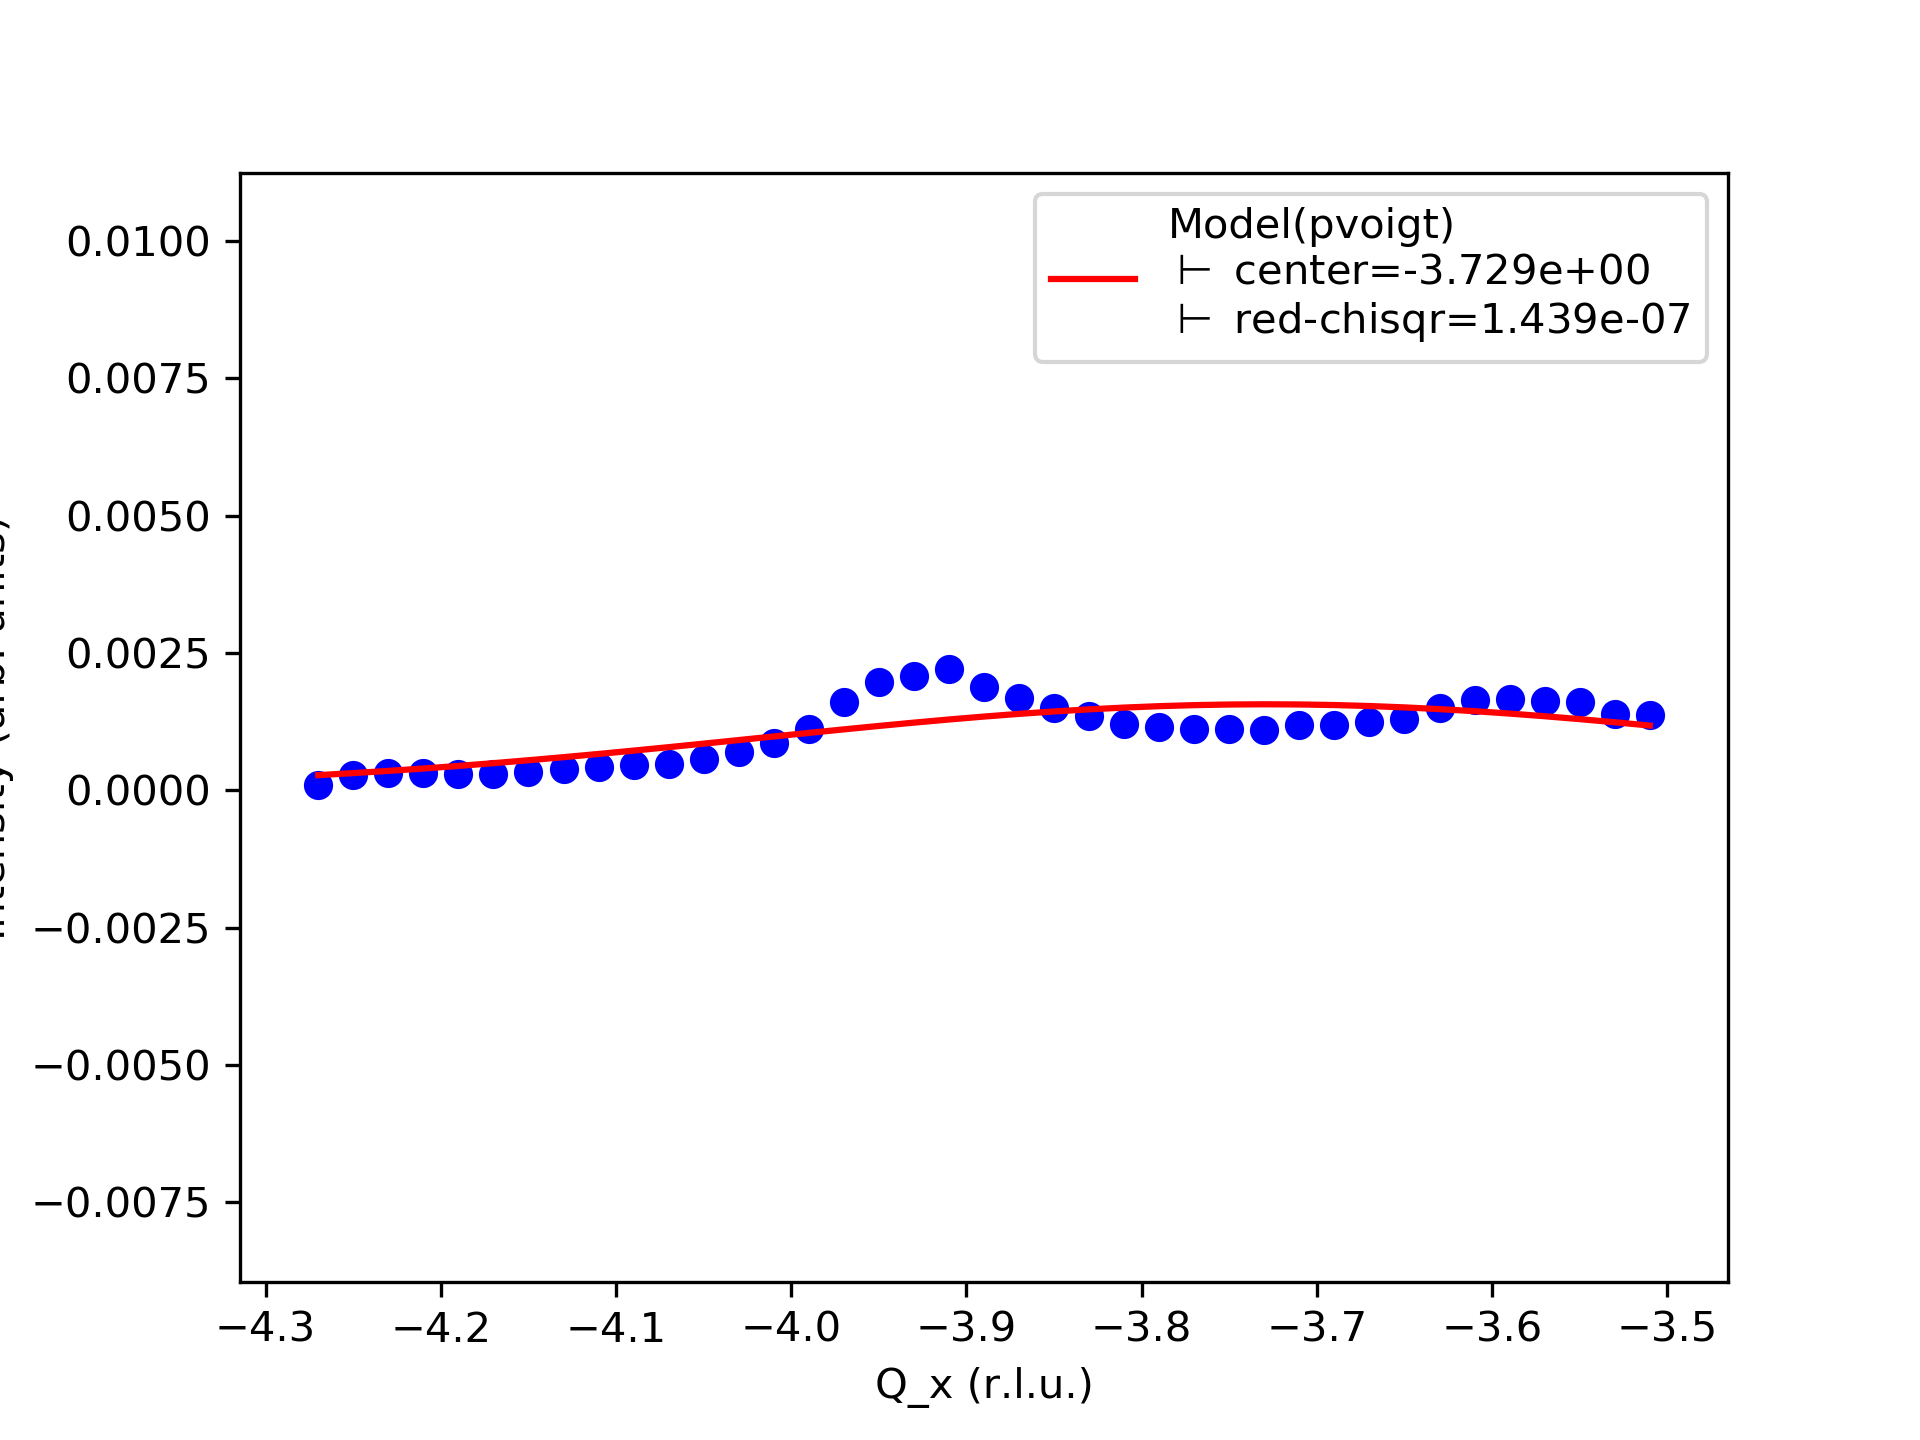 Model(pvoigt)
⊢ center=-3.729e+00
⊢ red-chisqr=1.439e-07
0.0100
0.0075
0.0050
0.0025
0.0000
−0.0025
−0.0050
−0.0075
−4.3 −4.2 −4.1 −4.0 −3.9 −3.8 −3.7 −3.6 −3.5
Q_x (r.l.u.)